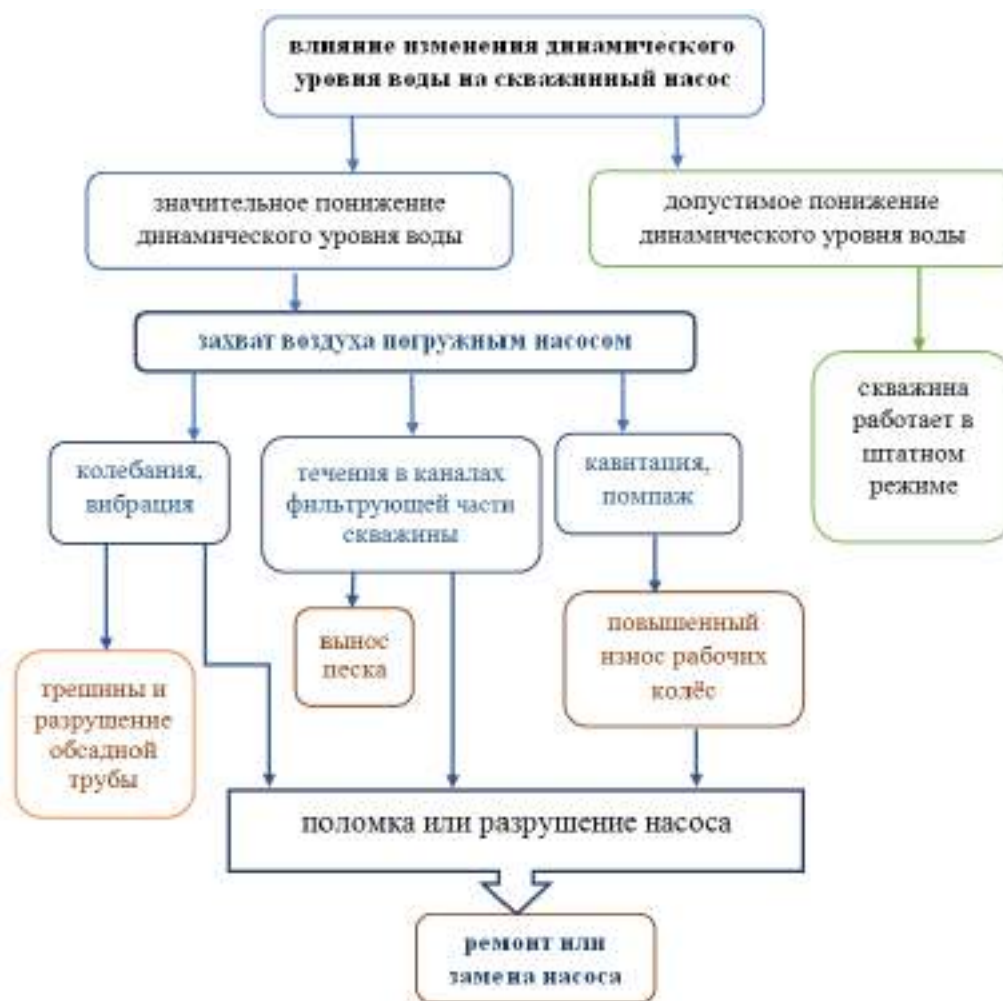 влияние изменения динамического
уровня воды на скважинный насос
значительное понижение
динамического уровня воды
допустимое понижение
динамического уровня воды
захват воздуха погружным насосом
скважина
работает в
штатном
режиме
колебания,
вибрация
течения в каналах
фильтрующей части
скважины
кавитация,
помпаж
вынос
песка
повышенный
износ рабочих
колёс
трешины и
разрушение
обсадной
трубы
поломка или разрушение насоса
ремонт или
замена насоса